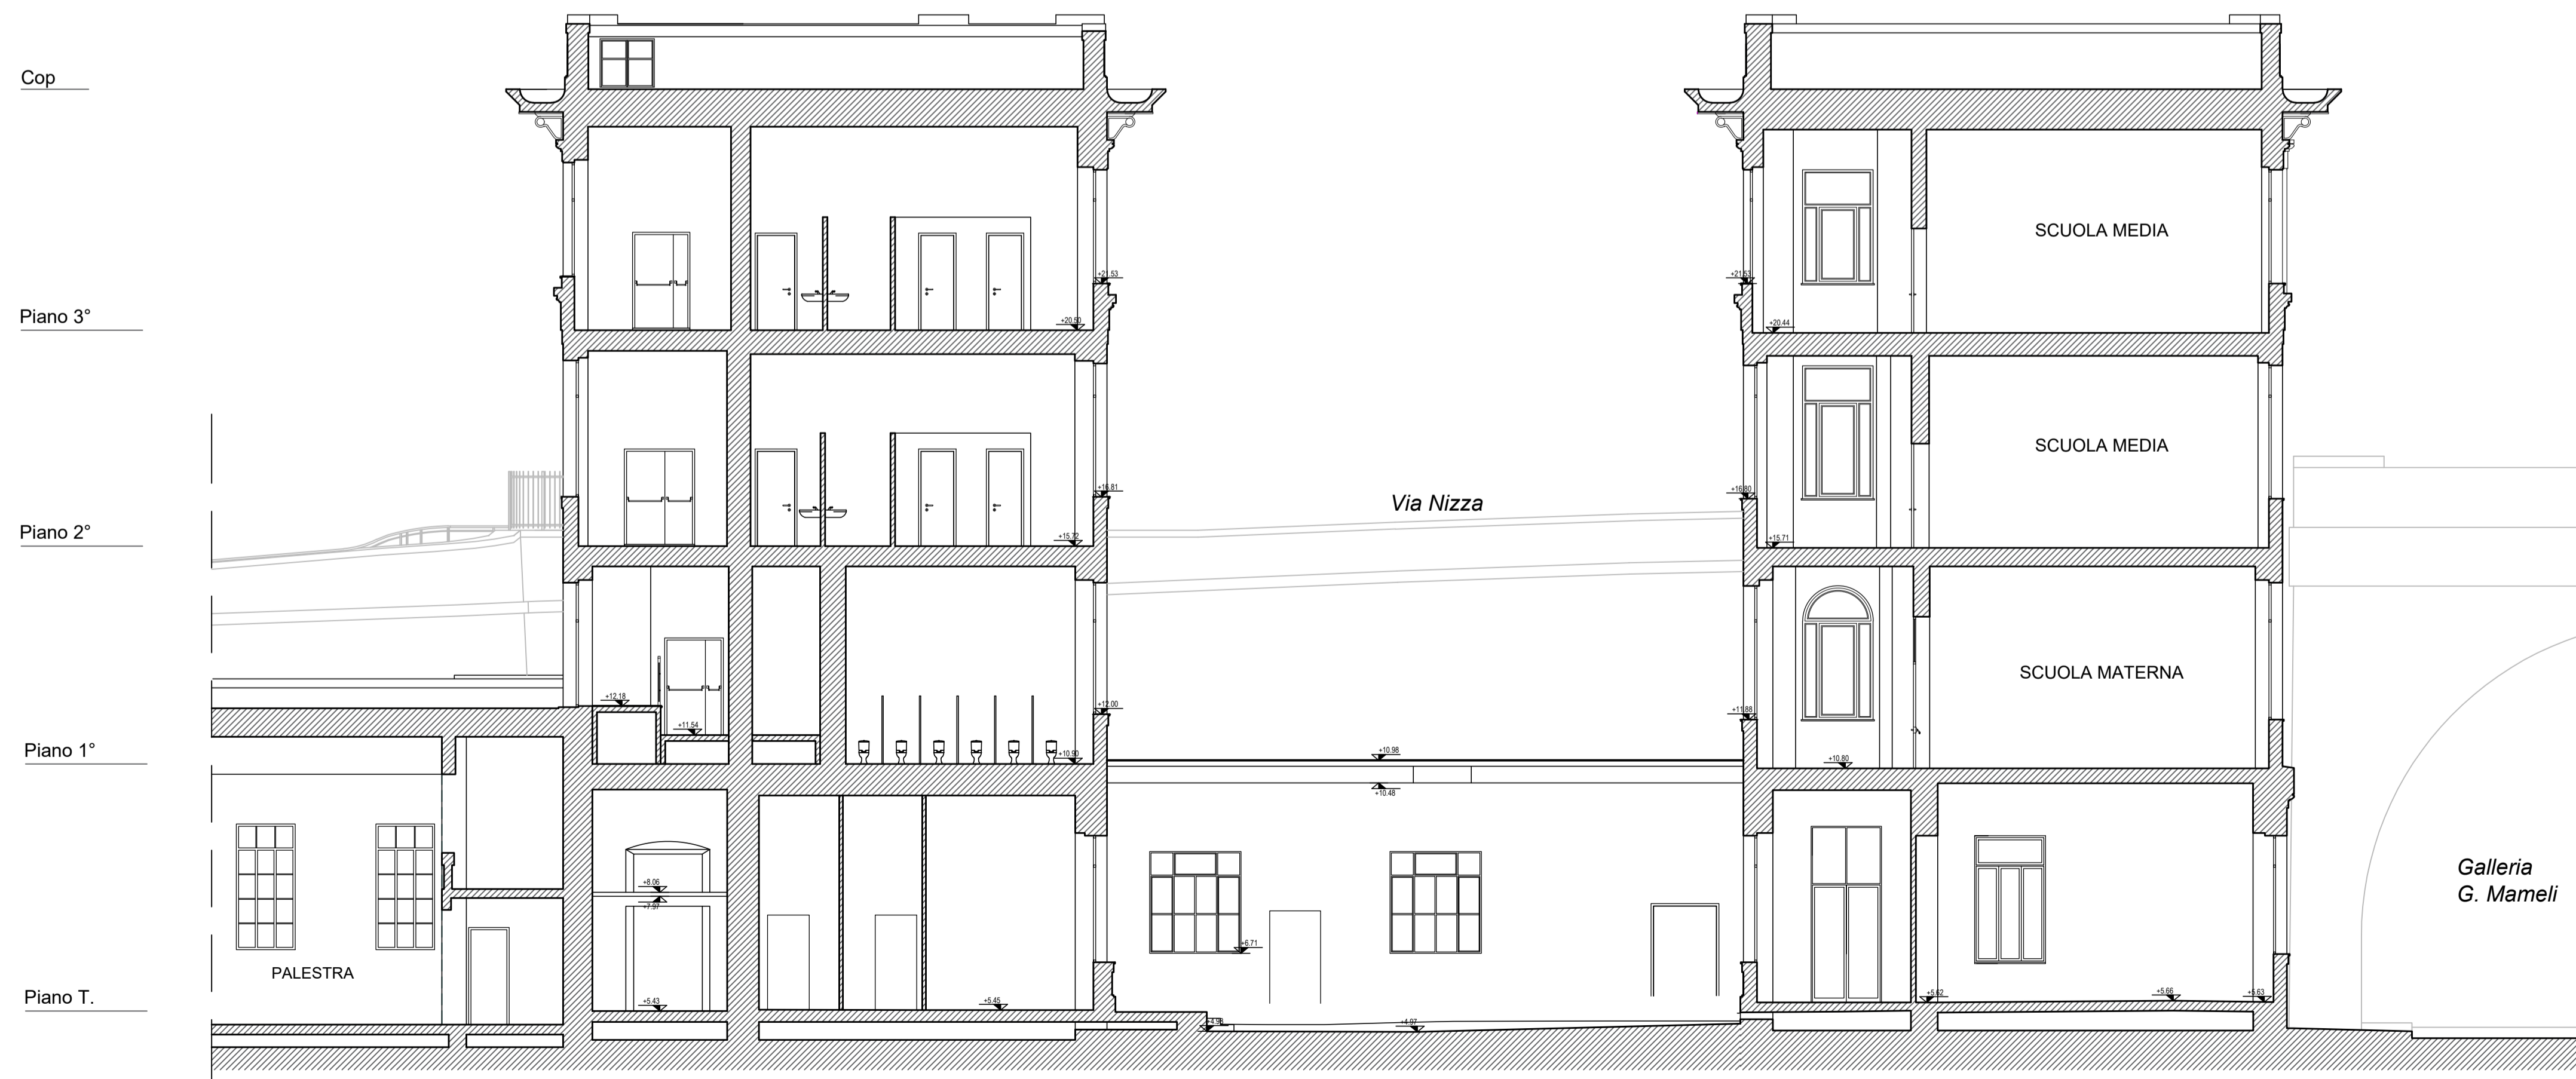 Cop
Piano 3°
Piano 2°
Piano 1°
Piano T.
+21.53
+20.50
+16.81
+15.72
+12.18
+11.54
+12.00
+10.90
+8.06
+7.97
+5.43
+5.45
PALESTRA
Via Nizza
+10.98
+10.48
+6.71
+4.98
+4.97
+21.53
+20.44
SCUOLA MEDIA
+16.80
+15.71
SCUOLA MEDIA
+11.88
+10.80
SCUOLA MATERNA
+5.62
+5.66
+5.63
Galleria
G. Mameli